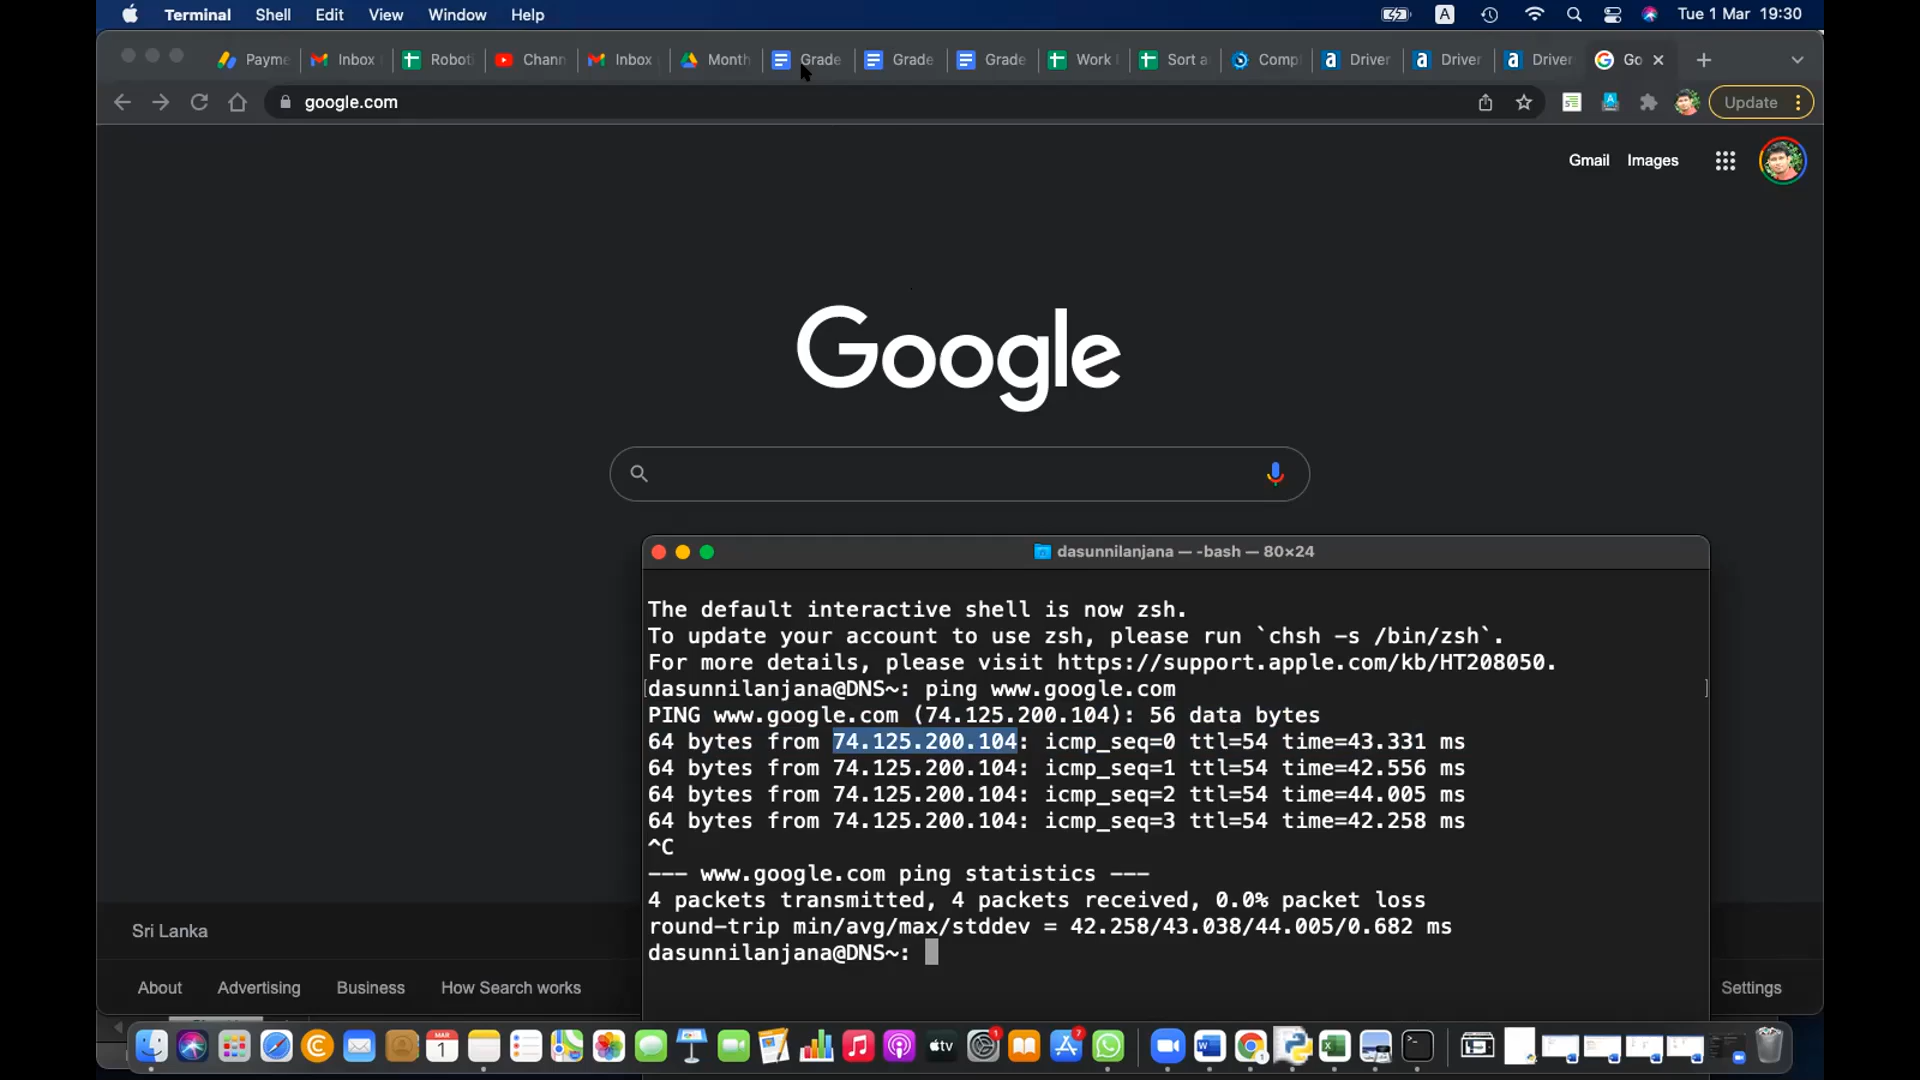 Terminal Shell Edit View Window Help A Tue 1 Mar 19:30
Payme Inbox Roboti Chann Inbox Month Grade Grade Grade Work Sort a Compl Driver Driver Driver Go
google.com Update
Gmail Images
Google
dasunnilanjana — -bash — 80×24
The default interactive shell is now zsh.
To update your account to use zsh, please run `chsh -s /bin/zsh`.
For more details, please visit https://support.apple.com/kb/HT208050.
[dasunnilanjana@DNS~: ping www.google.com ]
PING www.google.com (74.125.200.104): 56 data bytes
64 bytes from 74.125.200.104: icmp_seq=0 ttl=54 time=43.331 ms
64 bytes from 74.125.200.104: icmp_seq=1 ttl=54 time=42.556 ms
64 bytes from 74.125.200.104: icmp_seq=2 ttl=54 time=44.005 ms
64 bytes from 74.125.200.104: icmp_seq=3 ttl=54 time=42.258 ms
^C
--- www.google.com ping statistics ---
4 packets transmitted, 4 packets received, 0.0% packet loss
round-trip min/avg/max/stddev = 42.258/43.038/44.005/0.682 ms
dasunnilanjana@DNS~:
Sri Lanka
About Advertising Business How Search works Settings
MAR
1
tv
1
7
1